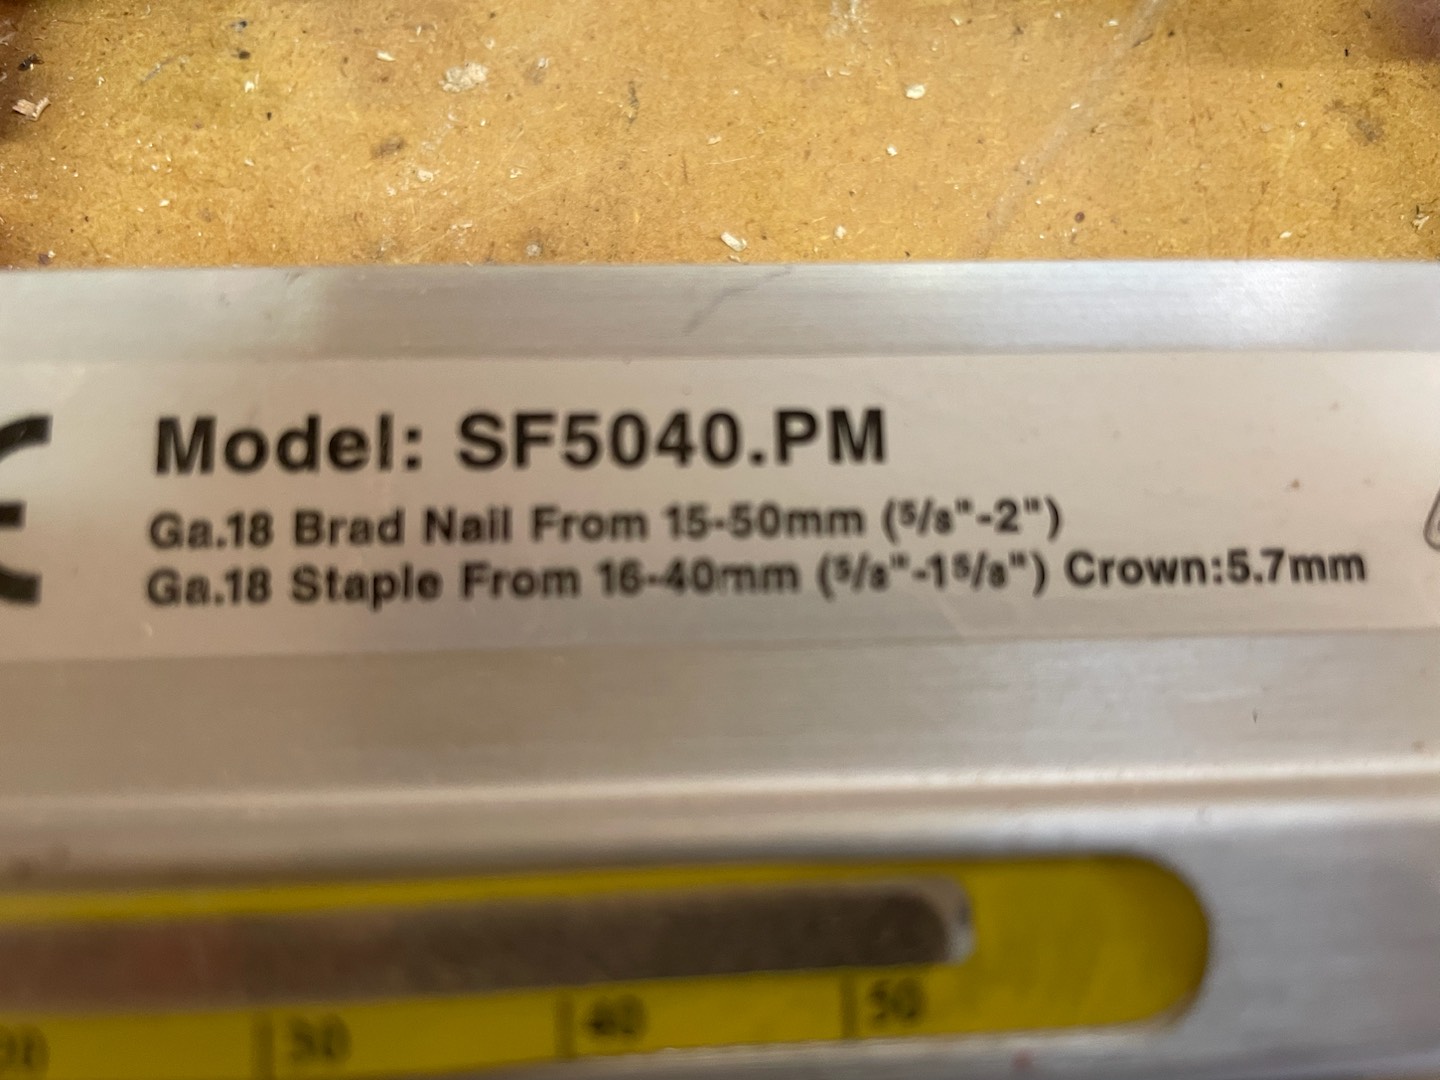 CE
Model: SF5040.PM
Ga.18 Brad Nail From 15-50mm (5/8"-2")
Ga.18 Staple From 16-40mm (5/8"-15/8") Crown:5.7mm
30
40
50